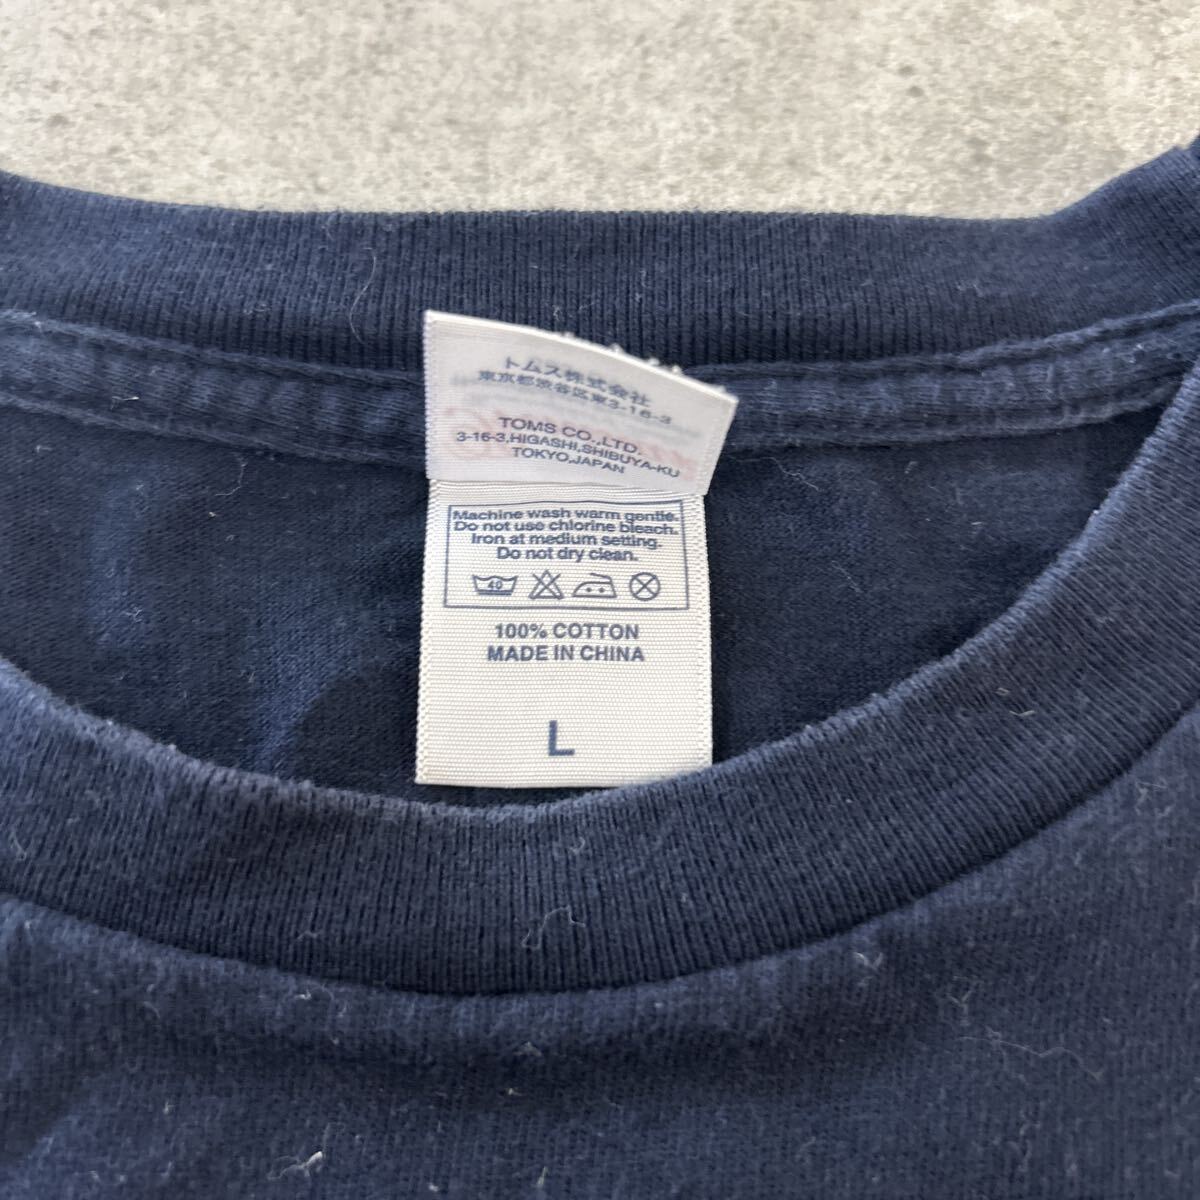 トムス株式会社
東京都渋谷区東3-16-3
TOMS CO.,LTD.
3-16-3,HIGASHI,SHIBUYA-KU
TOKYO,JAPAN
Machine wash warm gentle.
Do not use chlorine bleach.
Iron at medium setting.
Do not dry clean.
40
100% COTTON
MADE IN CHINA
L